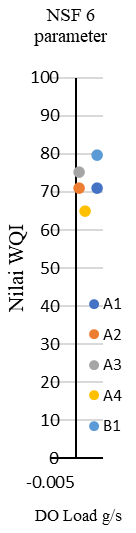 NSF 6
parameter
100
90
80
70
60
50
40
30
20
10
0
Nilai WQI
A1
A2
A3
A4
B1
-0.005
DO Load g/s